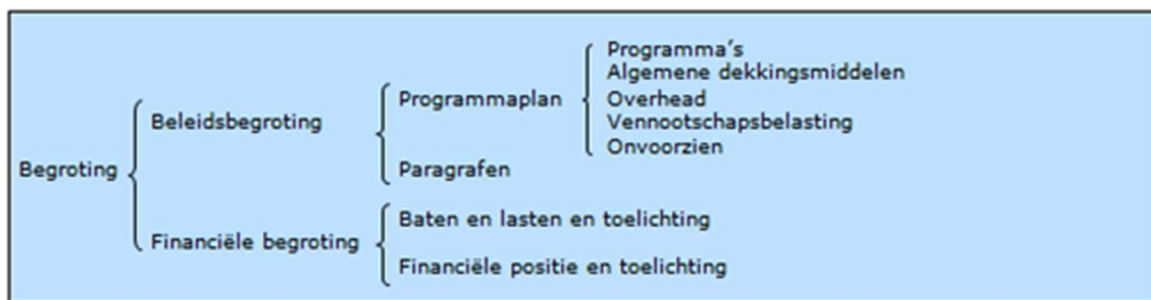 Programma's
Algemene dekkingsmiddelen
Programmaplan
Overhead
Beleidsbegroting
Vennootschapsbelasting
Onvoorzien
Begroting
Paragrafen
Baten en lasten en toelichting
Financiële begroting
Financiële positie en toelichting